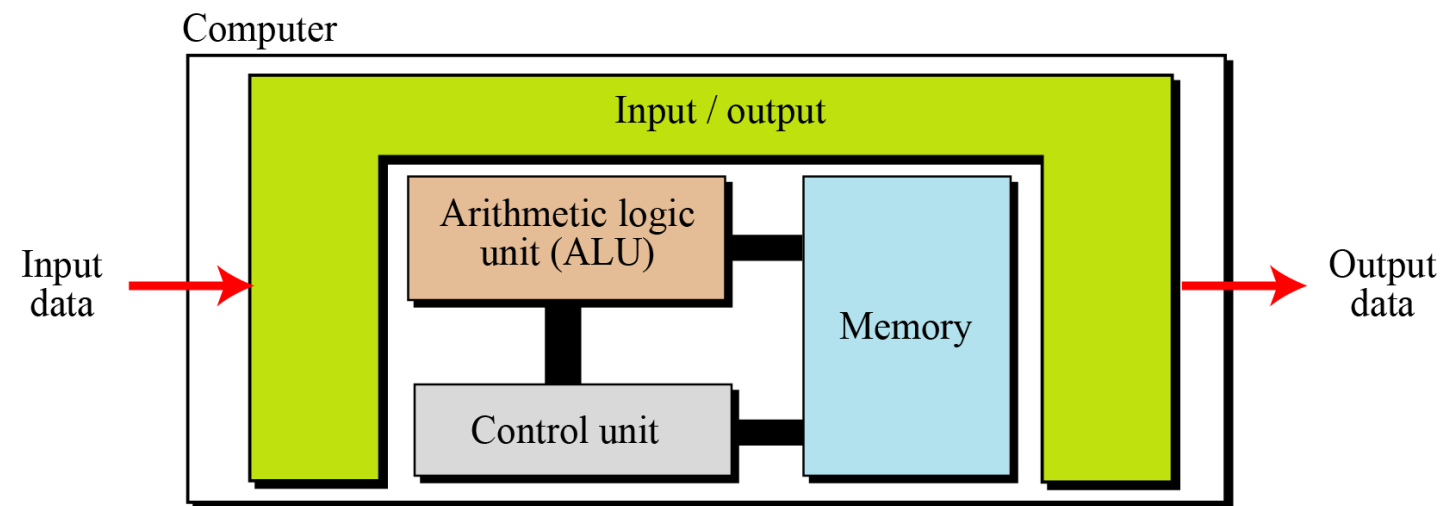 Computer
Input / output
Arithmetic logic
unit (ALU)
Input
data
Output
data
Memory
Control unit